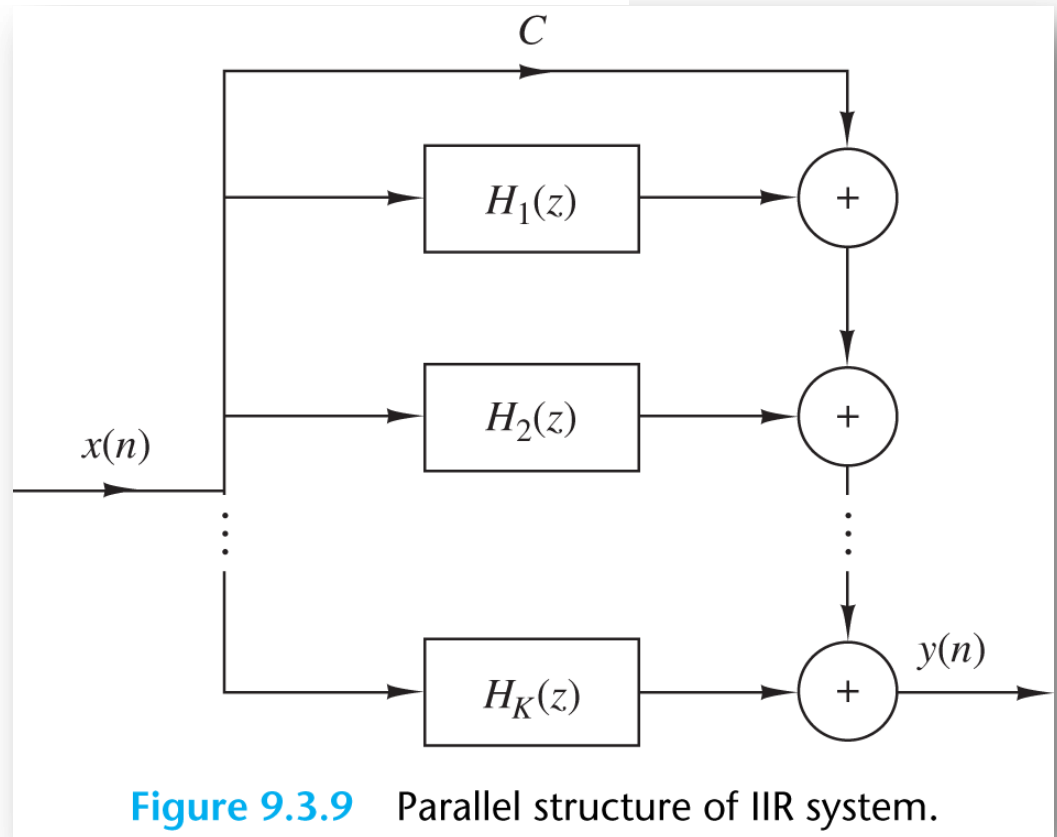 C
H₁(z)
+
H₂(z)
+
x(n)
⋮ ⋮
y(n)
H_K(z)
+
Figure 9.3.9 Parallel structure of IIR system.